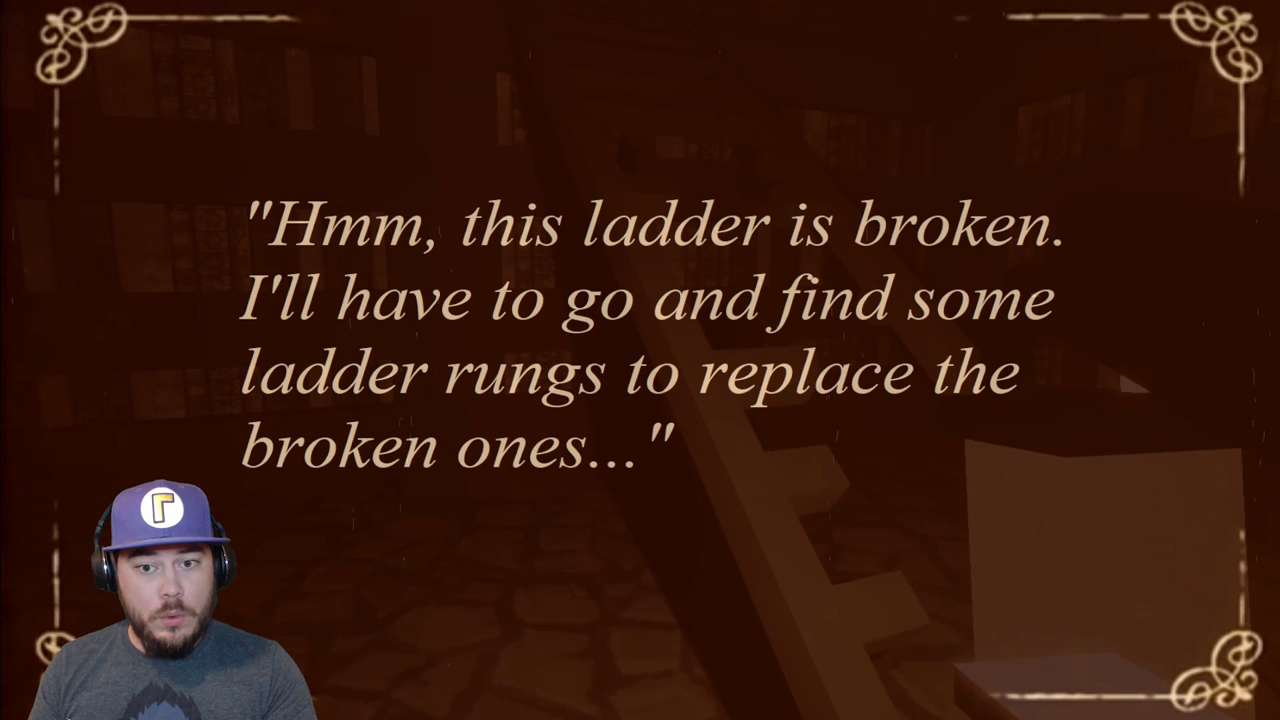 "Hmm, this ladder is broken.
I'll have to go and find some
ladder rungs to replace the
broken ones..."